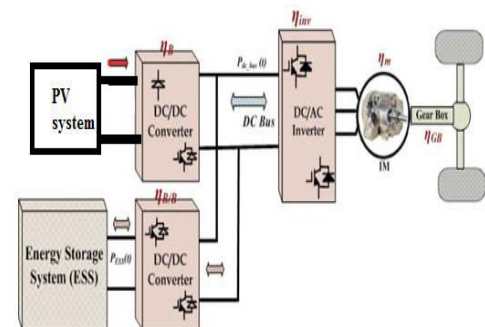 PV
system
η_B
DC/DC
Converter
P_dc_bus (t)
DC Bus
η_inv
DC/AC
Inverter
η_m
IM
Gear Box
η_GB
Energy Storage
System (ESS)
P_ESS(t)
η_B/B
DC/DC
Converter